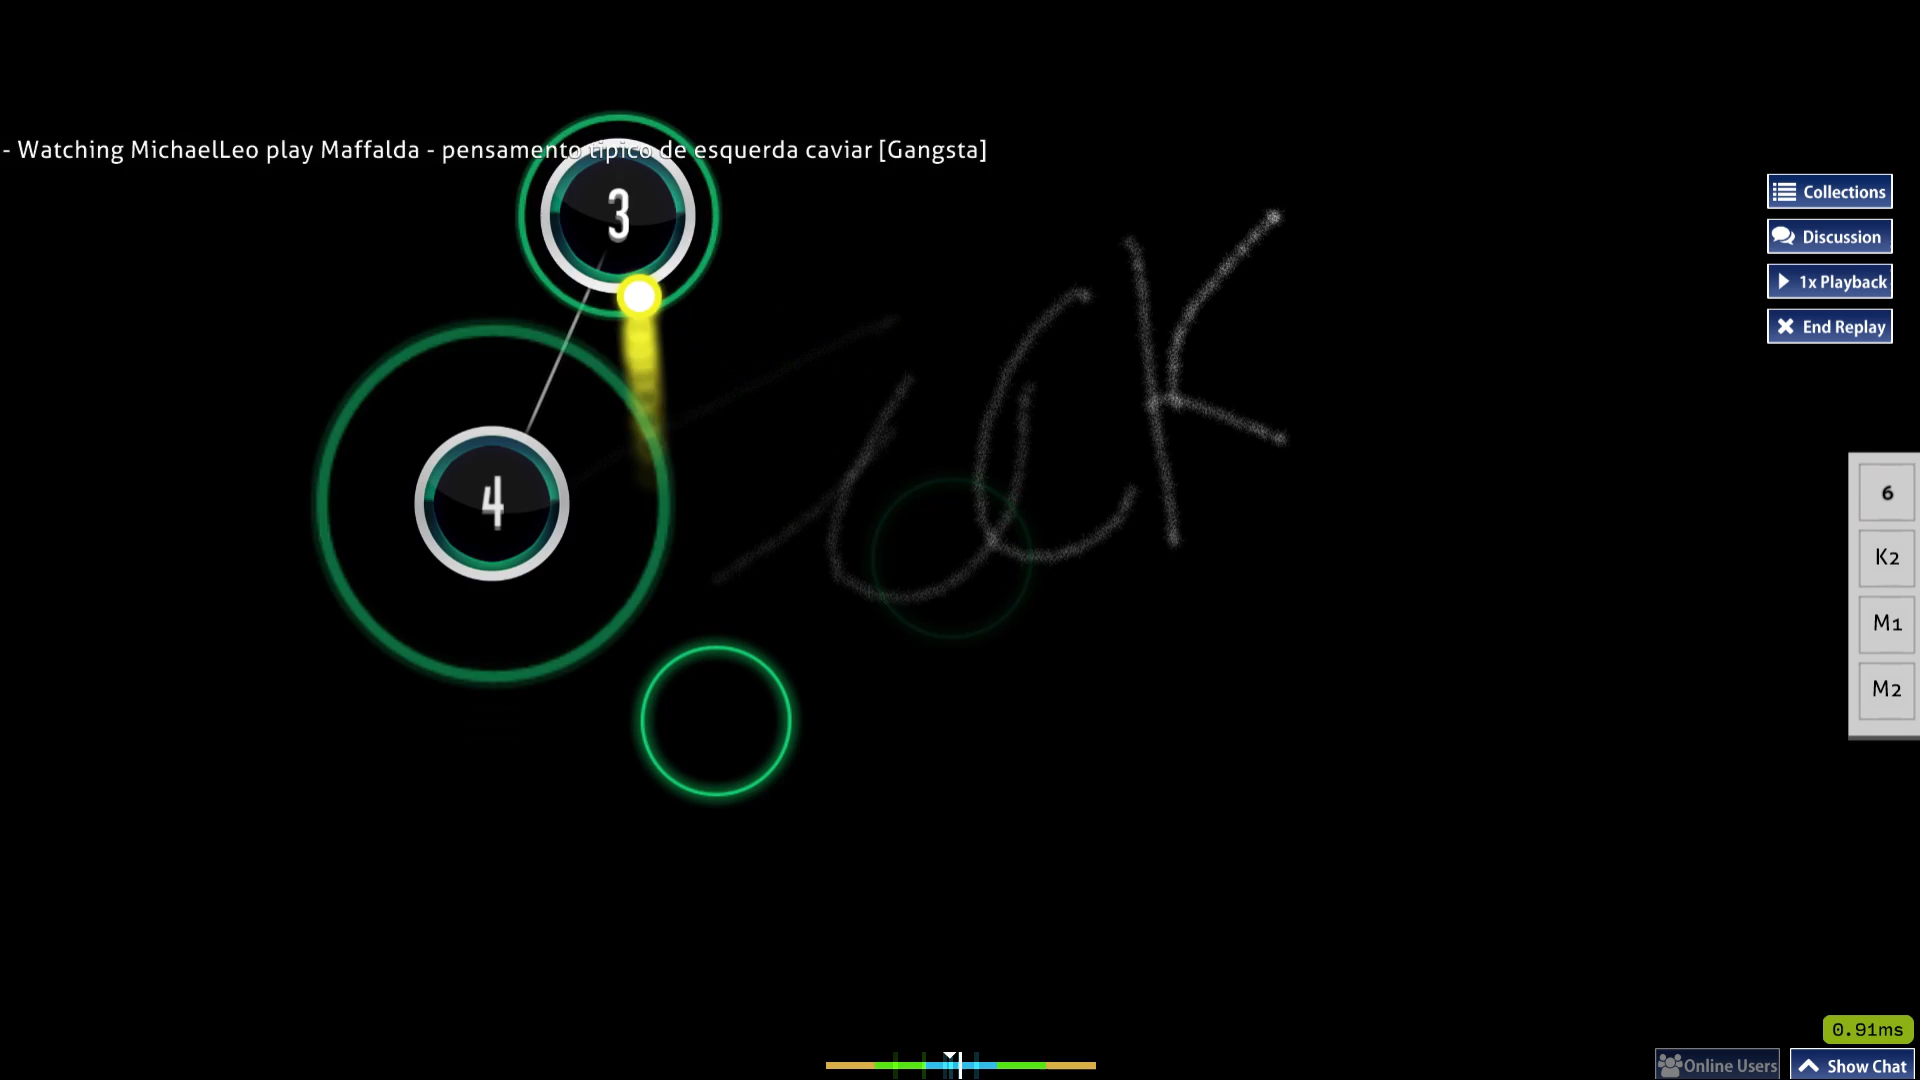 - Watching MichaelLeo play Maffalda - pensamento tipico de esquerda caviar [Gangsta]
Collections
3
Discussion
1x Playback
End Replay
UCK
6
4
K2
M1
M2
0.91ms
Online Users
Show Chat